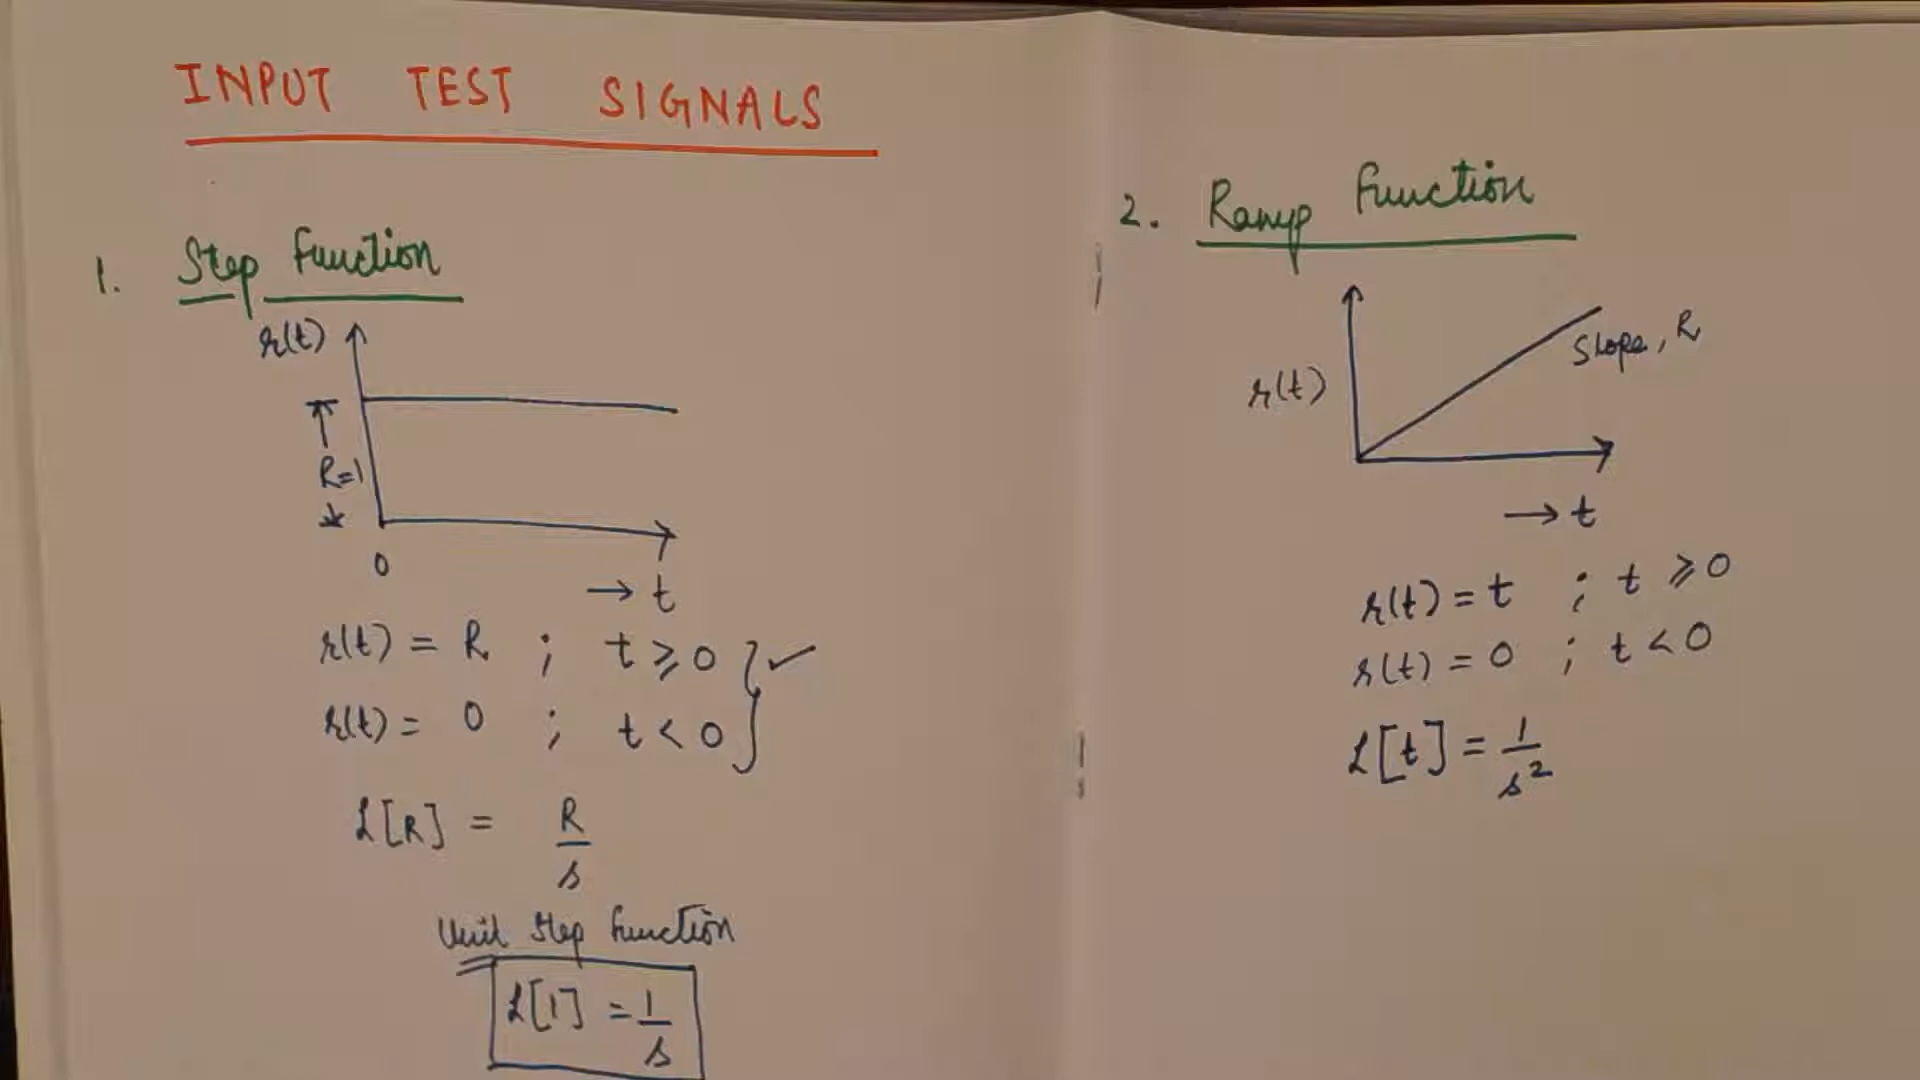 INPUT TEST SIGNALS
1. Step Function
r(t)
R=1
0
→ t
r(t) = R ; t ≥ 0 } ✓
r(t) = 0 ; t < 0
ℒ[R] = R/s
Unit Step Function
ℒ[1] = 1/s
2. Ramp Function
Slope, R
r(t)
→ t
r(t) = t ; t ≥ 0
r(t) = 0 ; t < 0
ℒ[t] = 1/s²